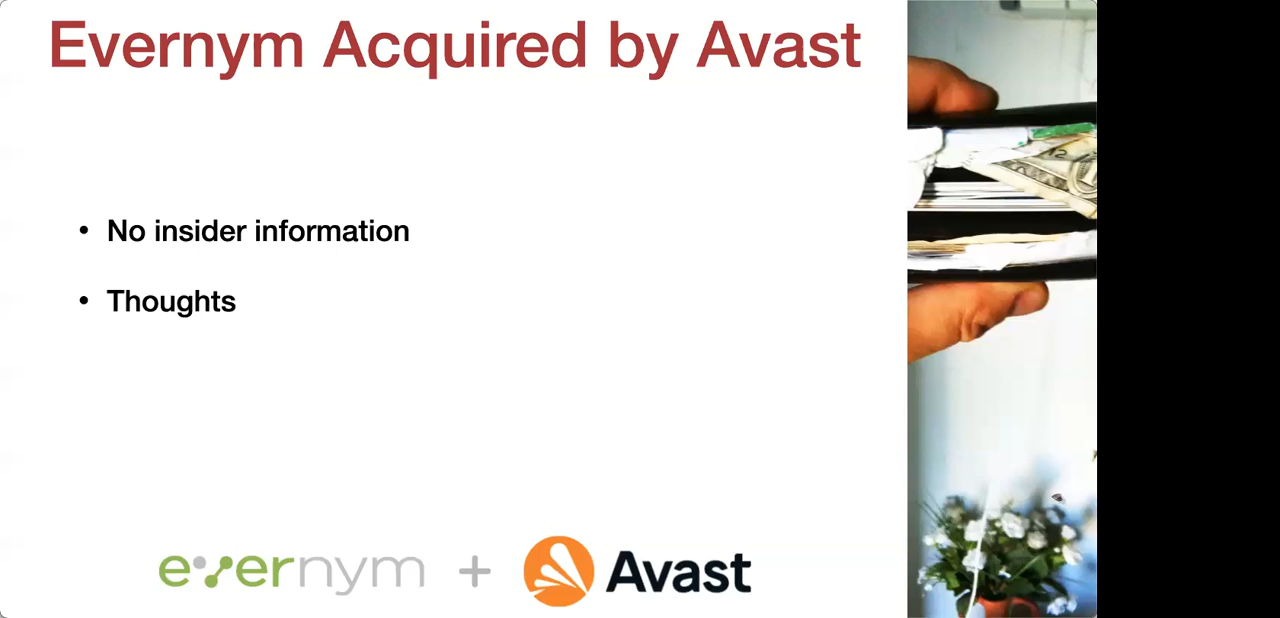 Evernym Acquired by Avast
• No insider information
• Thoughts
evernym + Avast